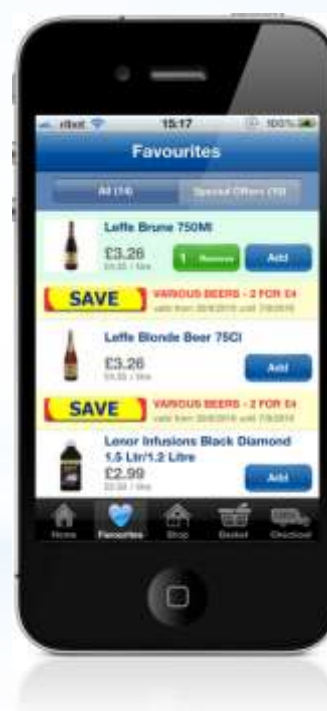 15:17
100%
Favourites
All (14)
Special Offers (10)
Leffe Brune 750Ml
£3.26
1 Remove
Add
SAVE
VARIOUS BEERS - 2 FOR £4
Leffe Blonde Beer 75Cl
£3.26
Add
SAVE
VARIOUS BEERS - 2 FOR £4
Lenor Infusions Black Diamond
1.5 Ltr/1.2 Litre
£2.99
Add
Home Favourites Shop Basket Checkout